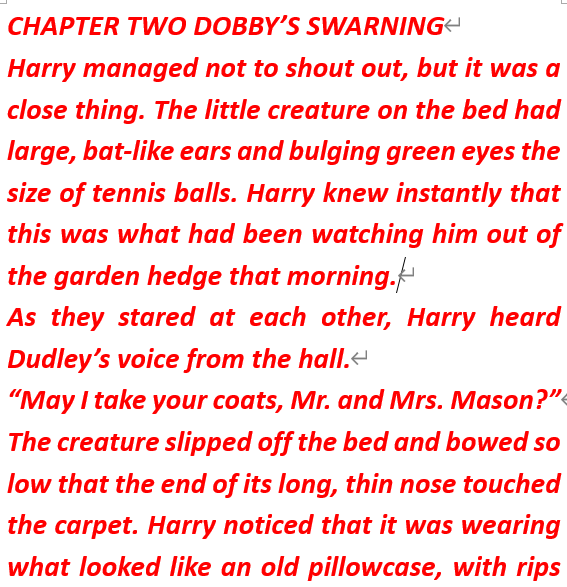 CHAPTER TWO DOBBY’S SWARNING
Harry managed not to shout out, but it was a
close thing. The little creature on the bed had
large, bat-like ears and bulging green eyes the
size of tennis balls. Harry knew instantly that
this was what had been watching him out of
the garden hedge that morning.
As they stared at each other, Harry heard
Dudley’s voice from the hall.
“May I take your coats, Mr. and Mrs. Mason?”
The creature slipped off the bed and bowed so
low that the end of its long, thin nose touched
the carpet. Harry noticed that it was wearing
what looked like an old pillowcase, with rips